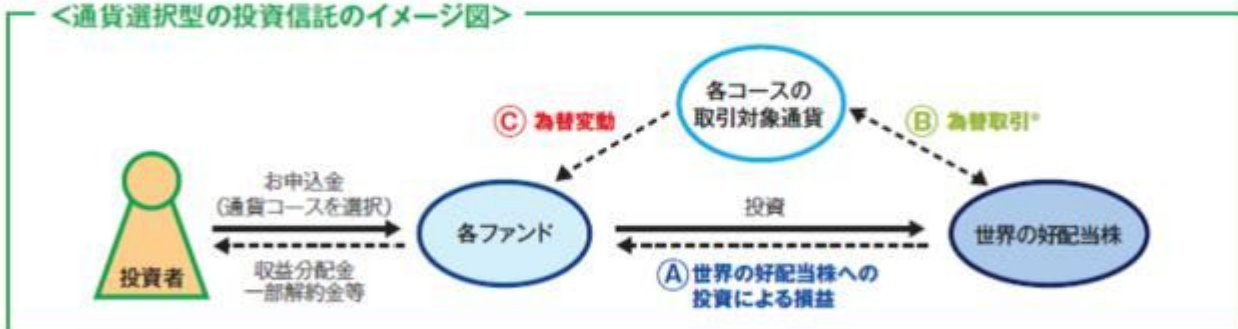 <通貨選択型の投資信託のイメージ図>
各コースの
取引対象通貨
Ⓒ 為替変動
Ⓑ 為替取引*
お申込金
(通貨コースを選択)
各ファンド
投資
世界の好配当株
投資者
収益分配金
一部解約金等
Ⓐ 世界の好配当株への
投資による損益